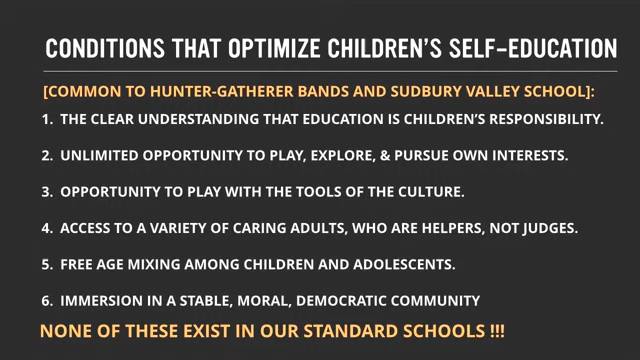 CONDITIONS THAT OPTIMIZE CHILDREN'S SELF-EDUCATION
[COMMON TO HUNTER-GATHERER BANDS AND SUDBURY VALLEY SCHOOL]:
1. THE CLEAR UNDERSTANDING THAT EDUCATION IS CHILDREN'S RESPONSIBILITY.
2. UNLIMITED OPPORTUNITY TO PLAY, EXPLORE, & PURSUE OWN INTERESTS.
3. OPPORTUNITY TO PLAY WITH THE TOOLS OF THE CULTURE.
4. ACCESS TO A VARIETY OF CARING ADULTS, WHO ARE HELPERS, NOT JUDGES.
5. FREE AGE MIXING AMONG CHILDREN AND ADOLESCENTS.
6. IMMERSION IN A STABLE, MORAL, DEMOCRATIC COMMUNITY
NONE OF THESE EXIST IN OUR STANDARD SCHOOLS !!!